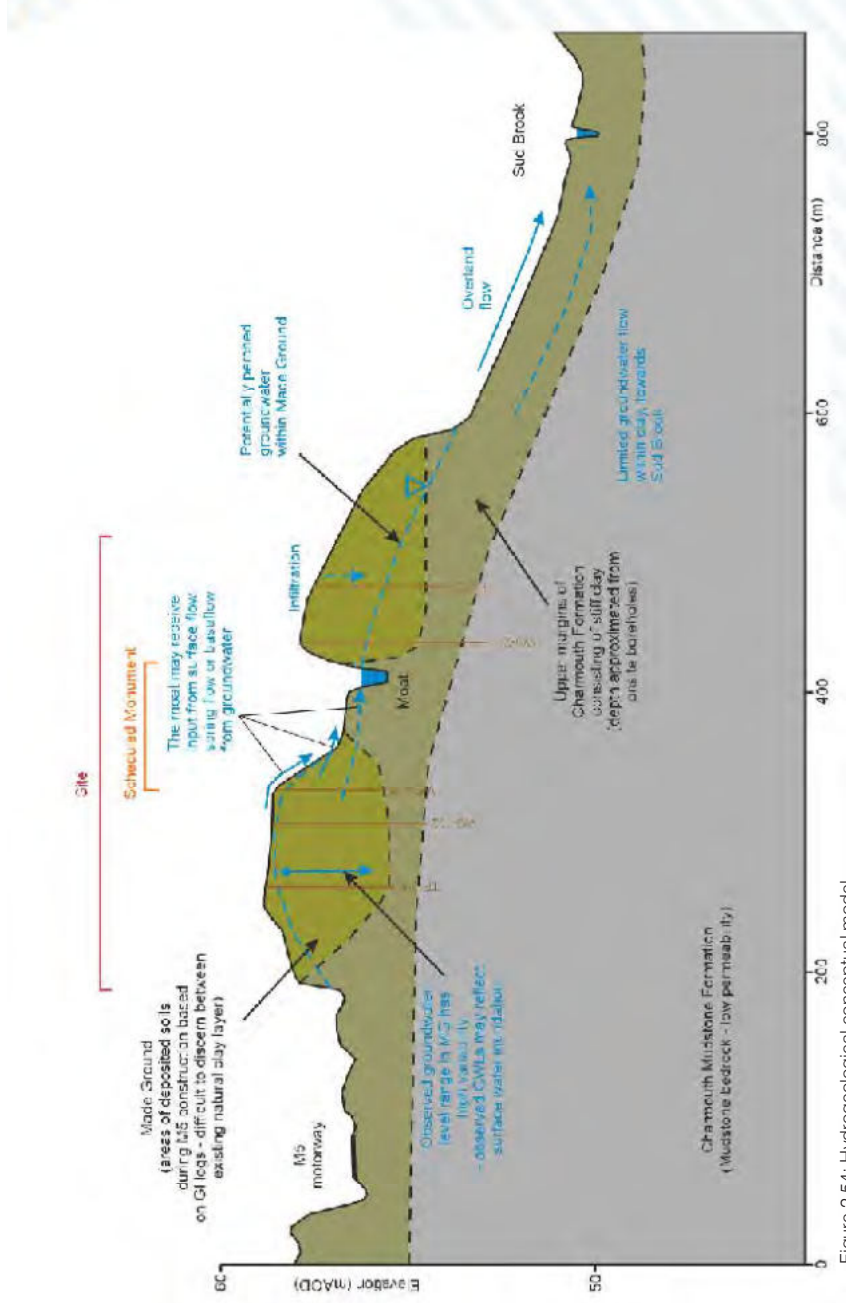 Site
Scheduled Monument
Made Ground
(areas of deposited soils
during M5 construction based
on GI logs - difficult to discern between
existing natural clay layer)
M5
motorway
The moat may receive
input from surface flow
spring flow or baseflow
from groundwater
Infiltration
Potentially perched
groundwater
within Made Ground
Overland
flow
Sud Brook
Moat
Observed groundwater
level range in MG has
high variability
- observed GWLs may reflect
surface water inundation
Upper margins of
Charmouth Formation
consisting of stiff clay
(depth approximated from
onsite boreholes)
Limited groundwater flow
within clay, towards
Sud Brook
Charmouth Mudstone Formation
(Mudstone bedrock - low permeability)
Elevation (mAOD)
60
50
0
200
400
600
800
Distance (m)
Figure 2.54: Hydrogeological conceptual model